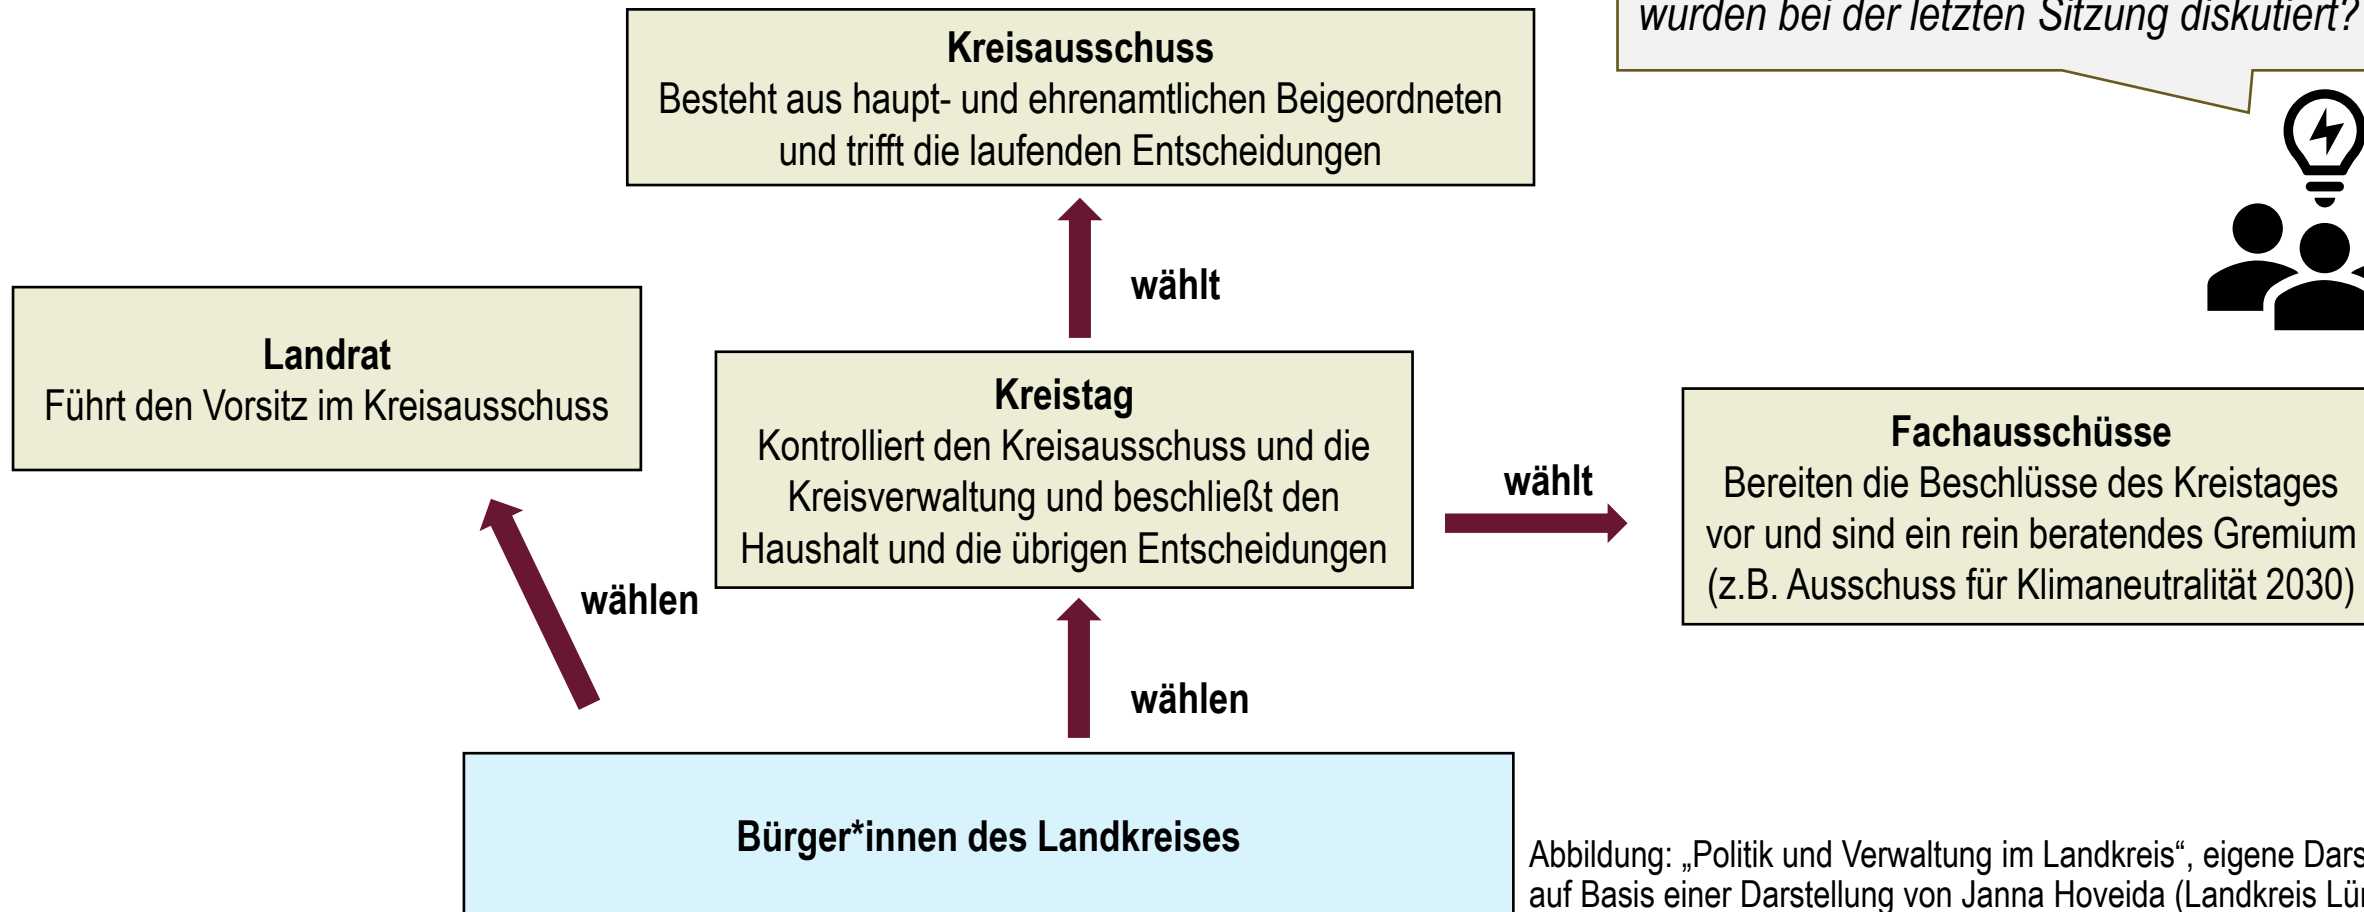 wurden bei der letzten Sitzung diskutiert?
Kreisausschuss
Besteht aus haupt- und ehrenamtlichen Beigeordneten
und trifft die laufenden Entscheidungen
wählt
Landrat
Führt den Vorsitz im Kreisausschuss
Kreistag
Kontrolliert den Kreisausschuss und die
Kreisverwaltung und beschließt den
Haushalt und die übrigen Entscheidungen
wählt
Fachausschüsse
Bereiten die Beschlüsse des Kreistages
vor und sind ein rein beratendes Gremium
(z.B. Ausschuss für Klimaneutralität 2030)
wählen
wählen
Bürger*innen des Landkreises
Abbildung: „Politik und Verwaltung im Landkreis“, eigene
auf Basis einer Darstellung von Janna Hoveida (Landkreis